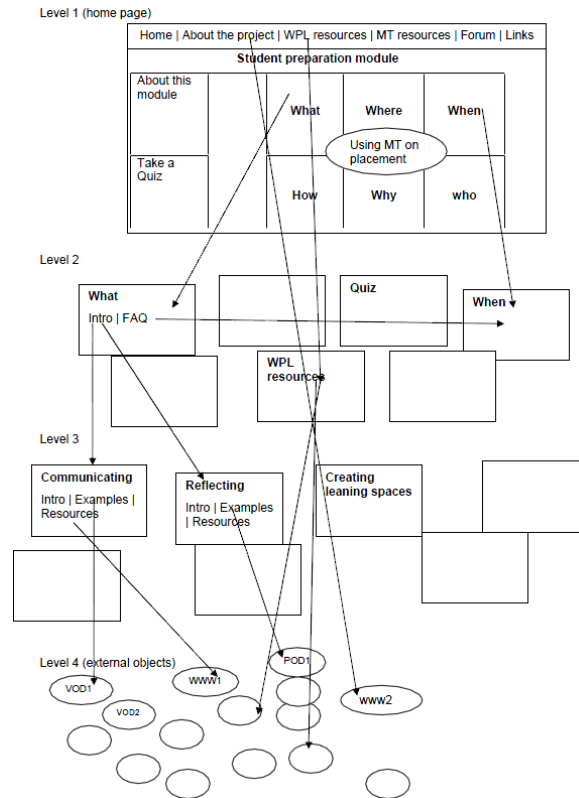 Level 1 (home page)
Home | About the project | WPL resources | MT resources | Forum | Links
Student preparation module
About this
module
What
Where
When
Using MT on
placement
Take a
Quiz
How
Why
who
Level 2
What
Intro | FAQ
Quiz
When
WPL
resources
Level 3
Communicating
Intro | Examples |
Resources
Reflecting
Intro | Examples
| Resources
Creating
leaning spaces
Level 4 (external objects)
VOD1
VOD2
WWW1
POD1
www2